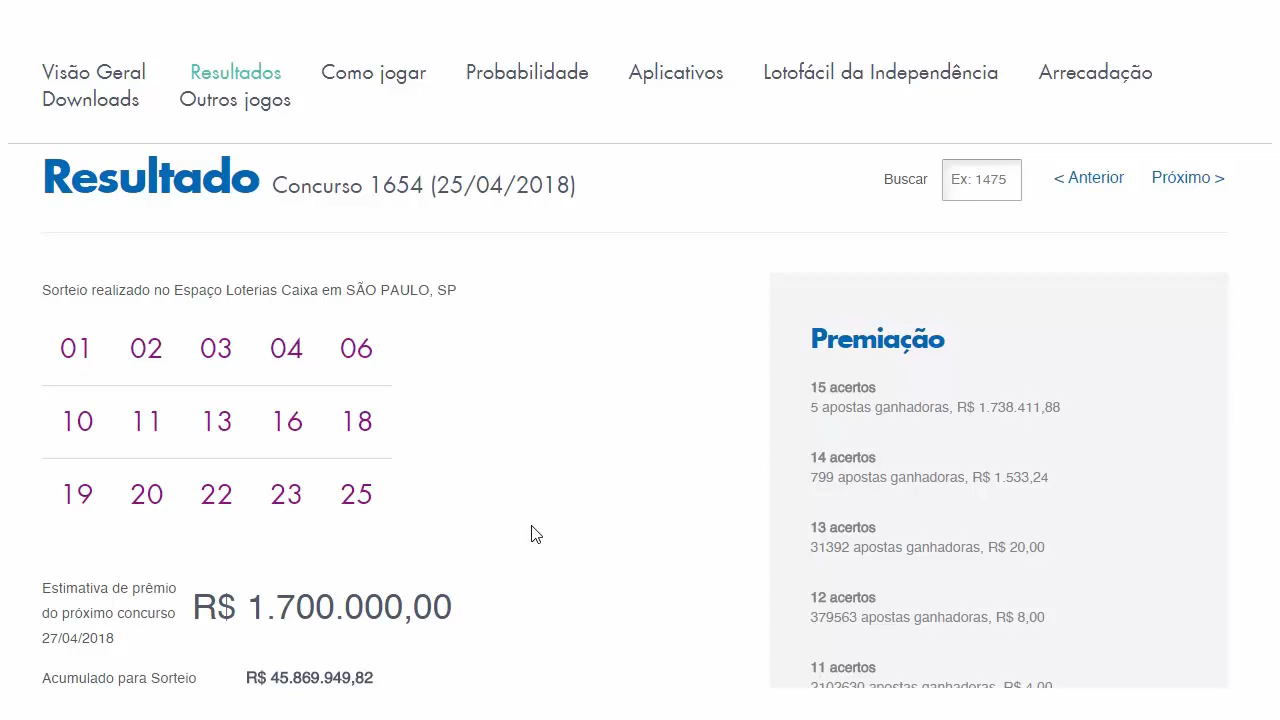 Visão Geral Resultados Como jogar Probabilidade Aplicativos Lotofácil da Independência Arrecadação
Downloads Outros jogos
Resultado Concurso 1654 (25/04/2018)
Buscar Ex: 1475 < Anterior Próximo >
Sorteio realizado no Espaço Loterias Caixa em SÃO PAULO, SP
01 02 03 04 06
10 11 13 16 18
19 20 22 23 25
Estimativa de prêmio
do próximo concurso
27/04/2018
R$ 1.700.000,00
Acumulado para Sorteio R$ 45.869.949,82
Premiação
15 acertos
5 apostas ganhadoras, R$ 1.738.411,88
14 acertos
799 apostas ganhadoras, R$ 1.533,24
13 acertos
31392 apostas ganhadoras, R$ 20,00
12 acertos
379563 apostas ganhadoras, R$ 8,00
11 acertos
2102630 apostas ganhadoras, R$ 4,00